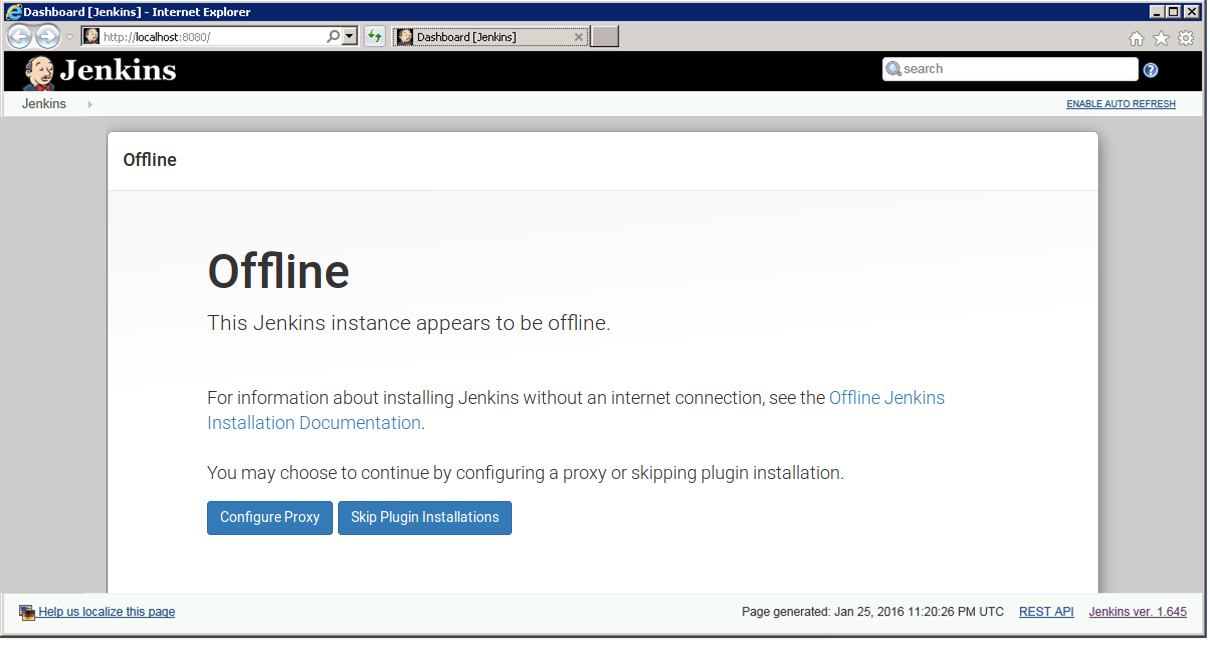 Dashboard [Jenkins] - Internet Explorer
http://localhost:8080/
Dashboard [Jenkins]
Jenkins
search
Jenkins
ENABLE AUTO REFRESH
Offline
Offline
This Jenkins instance appears to be offline.
For information about installing Jenkins without an internet connection, see the Offline Jenkins
Installation Documentation.
You may choose to continue by configuring a proxy or skipping plugin installation.
Configure Proxy Skip Plugin Installations
Help us localize this page Page generated: Jan 25, 2016 11:20:26 PM UTC REST API Jenkins ver. 1.645